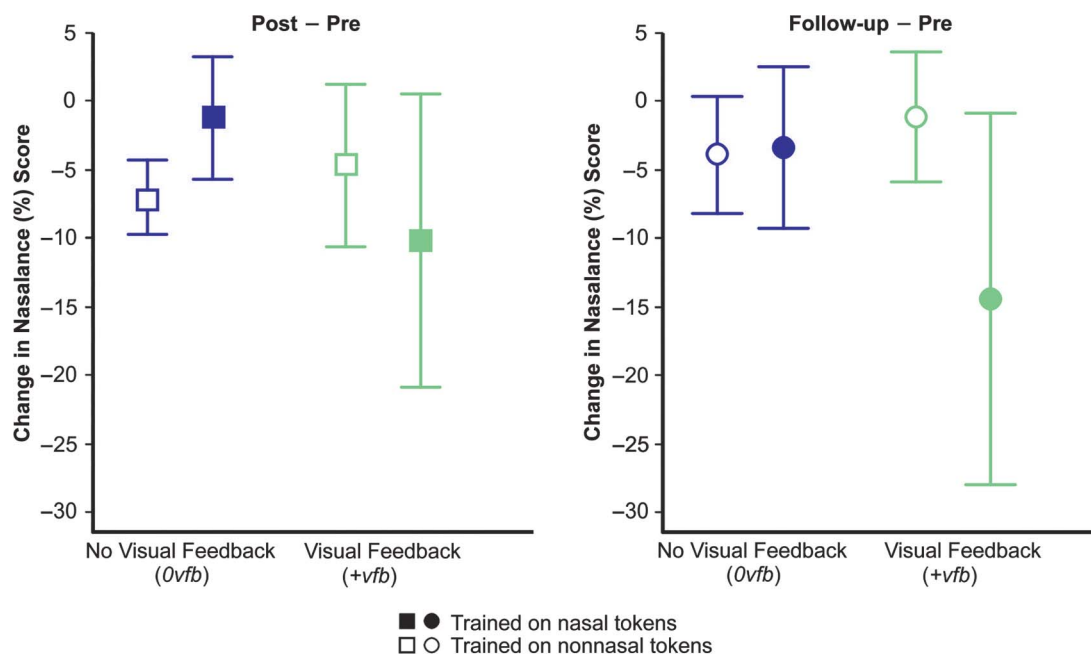 Post – Pre
Change in Nasalance (%) Score
5
0
–5
–10
–15
–20
–25
–30
No Visual Feedback
(0vfb)
Visual Feedback
(+vfb)
Follow-up – Pre
Change in Nasalance (%) Score
5
0
–5
–10
–15
–20
–25
–30
No Visual Feedback
(0vfb)
Visual Feedback
(+vfb)
Trained on nasal tokens
Trained on nonnasal tokens